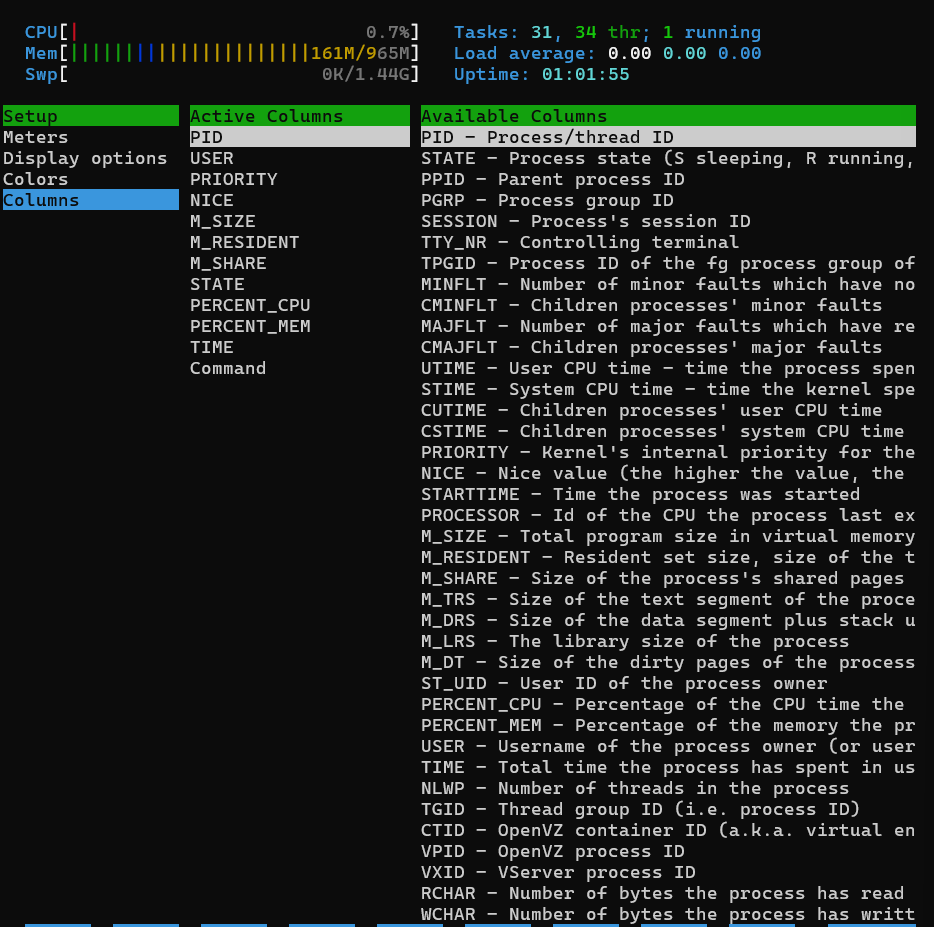 CPU[| 0.7%] Tasks: 31, 34 thr; 1 running
Mem[|||||||||||||||||||||||161M/965M] Load average: 0.00 0.00 0.00
Swp[ 0K/1.44G] Uptime: 01:01:55
Setup Active Columns Available Columns
Meters PID PID - Process/thread ID
Display options USER STATE - Process state (S sleeping, R running,
Colors PRIORITY PPID - Parent process ID
Columns NICE PGRP - Process group ID
M_SIZE SESSION - Process's session ID
M_RESIDENT TTY_NR - Controlling terminal
M_SHARE TPGID - Process ID of the fg process group of
STATE MINFLT - Number of minor faults which have no
PERCENT_CPU CMINFLT - Children processes' minor faults
PERCENT_MEM MAJFLT - Number of major faults which have re
TIME CMAJFLT - Children processes' major faults
Command UTIME - User CPU time - time the process spen
STIME - System CPU time - time the kernel spe
CUTIME - Children processes' user CPU time
CSTIME - Children processes' system CPU time
PRIORITY - Kernel's internal priority for the
NICE - Nice value (the higher the value, the
STARTTIME - Time the process was started
PROCESSOR - Id of the CPU the process last ex
M_SIZE - Total program size in virtual memory
M_RESIDENT - Resident set size, size of the t
M_SHARE - Size of the process's shared pages
M_TRS - Size of the text segment of the proce
M_DRS - Size of the data segment plus stack u
M_LRS - The library size of the process
M_DT - Size of the dirty pages of the process
ST_UID - User ID of the process owner
PERCENT_CPU - Percentage of the CPU time the
PERCENT_MEM - Percentage of the memory the pr
USER - Username of the process owner (or user
TIME - Total time the process has spent in us
NLWP - Number of threads in the process
TGID - Thread group ID (i.e. process ID)
CTID - OpenVZ container ID (a.k.a. virtual en
VPID - OpenVZ process ID
VXID - VServer process ID
RCHAR - Number of bytes the process has read
WCHAR - Number of bytes the process has writt